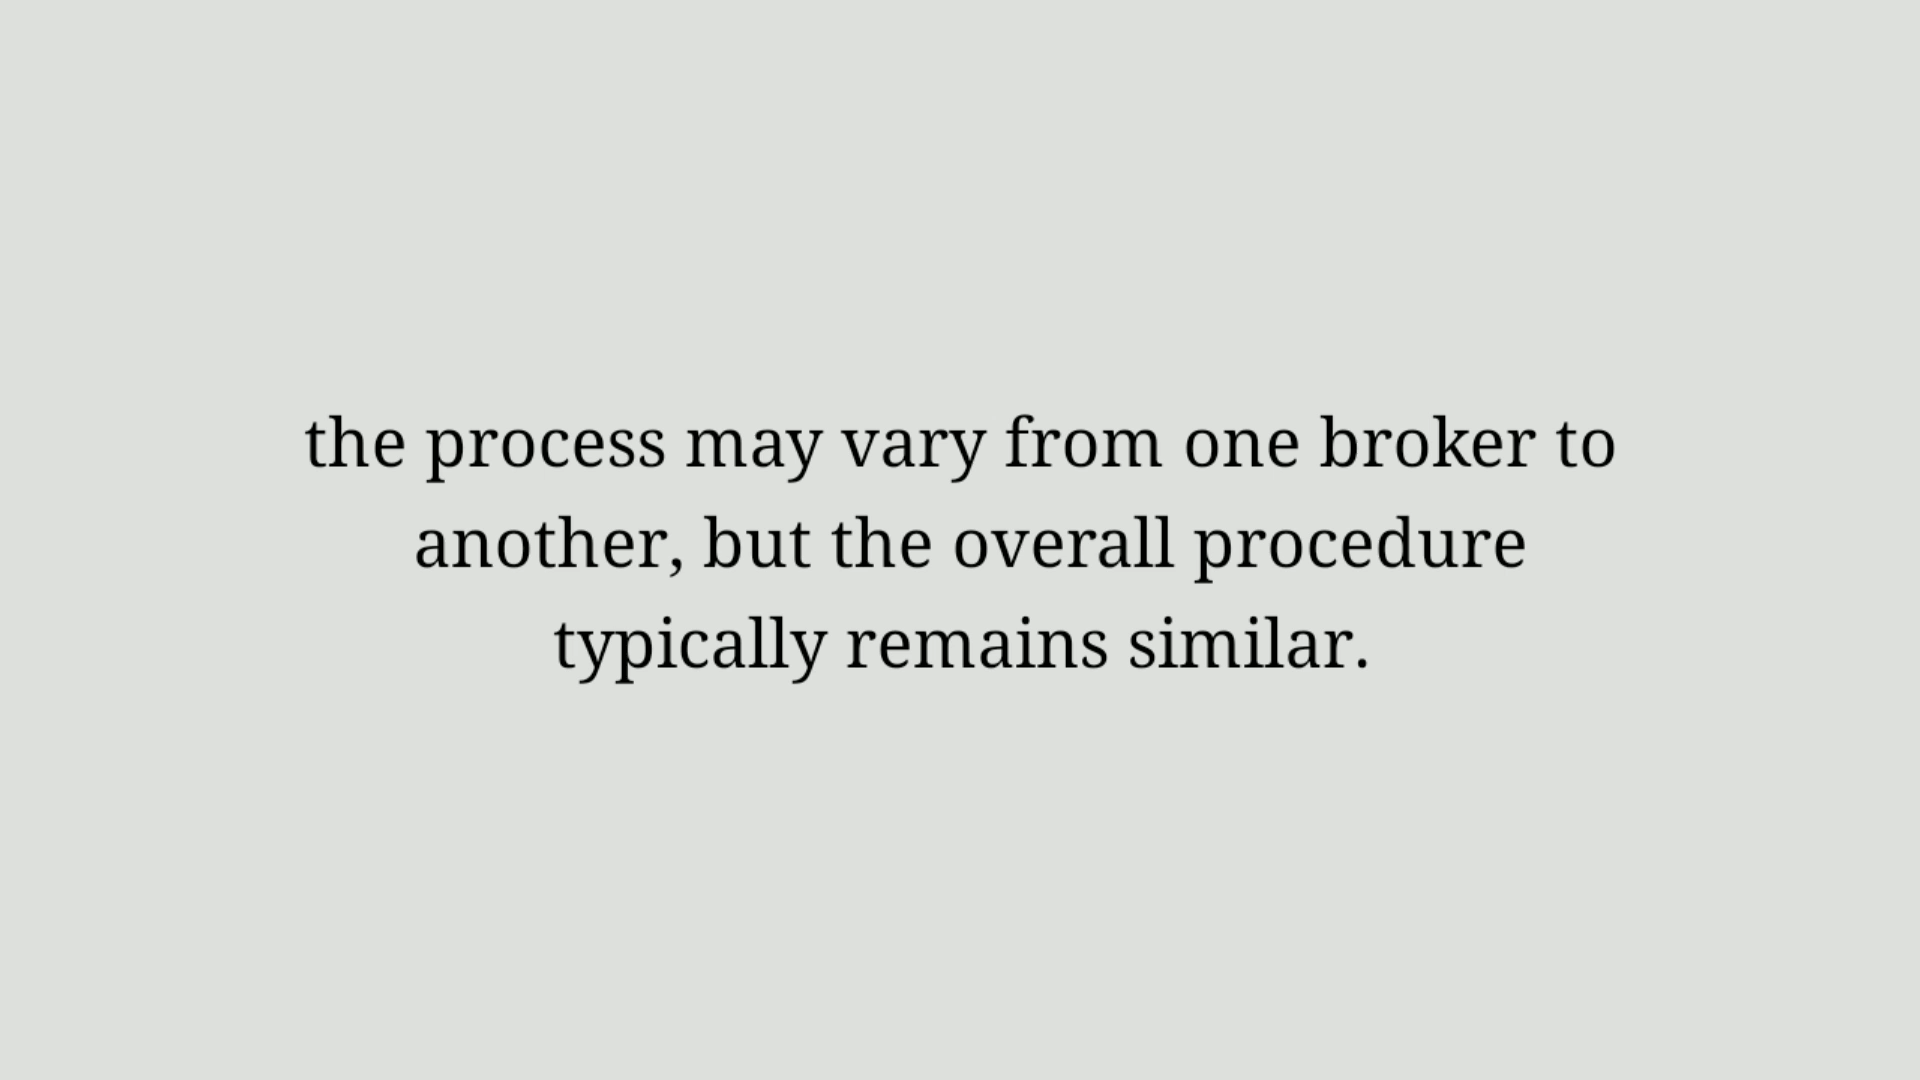 the process may vary from one broker to
another, but the overall procedure
typically remains similar.